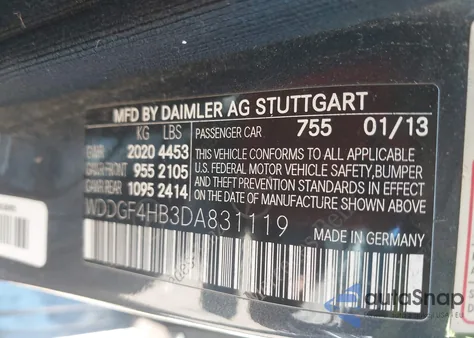 MFD BY DAIMLER AG STUTTGART
KG LBS
PASSENGER CAR 755 01/13
GVWR 2020 4453
GAWR FRONT 955 2105
GAWR REAR 1095 2414
THIS VEHICLE CONFORMS TO ALL APPLICABLE
U.S. FEDERAL MOTOR VEHICLE SAFETY, BUMPER
AND THEFT PREVENTION STANDARDS IN EFFECT
ON THE DATE OF MANUFACTURE SHOWN ABOVE.
WDDGF4HB3DA831119
MADE IN GERMANY
autoSnap